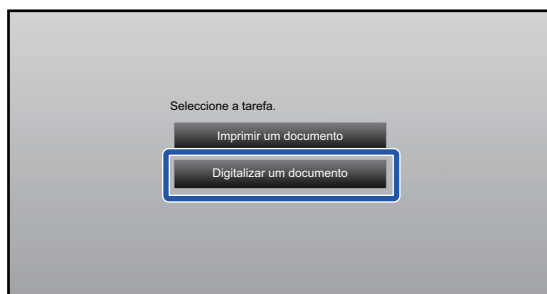 Seleccione a tarefa.
Imprimir um documento
Digitalizar um documento